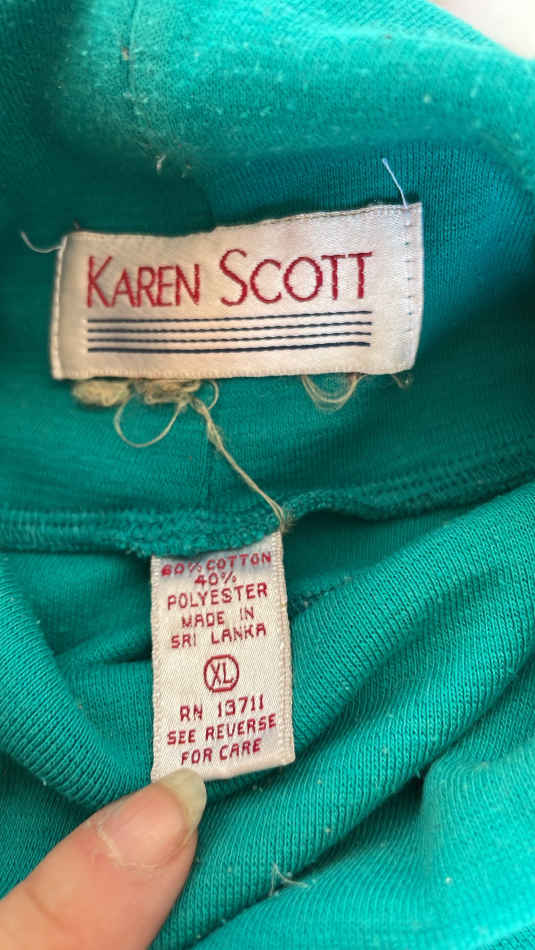 KAREN SCOTT
60% COTTON
40%
POLYESTER
MADE IN
SRI LANKA
XL
RN 13711
SEE REVERSE
FOR CARE